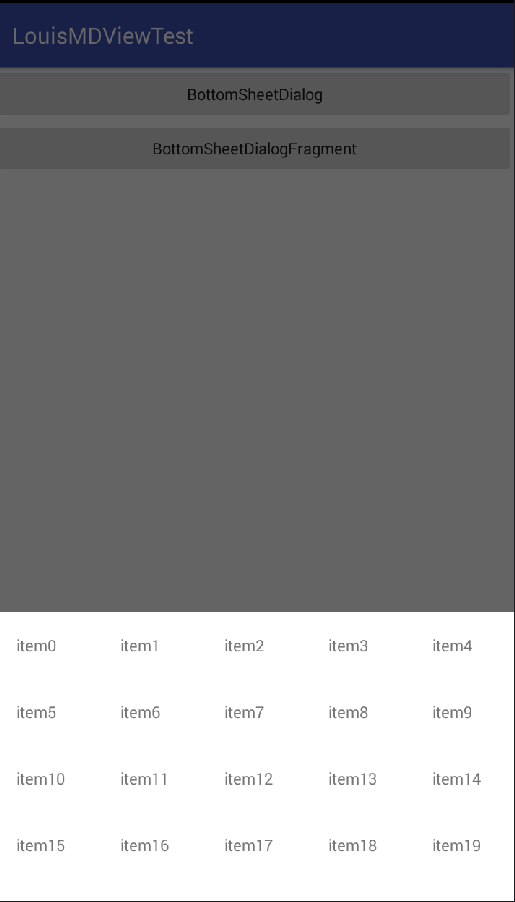 LouisMDViewTest
BottomSheetDialog
BottomSheetDialogFragment
item0 item1 item2 item3 item4
item5 item6 item7 item8 item9
item10 item11 item12 item13 item14
item15 item16 item17 item18 item19